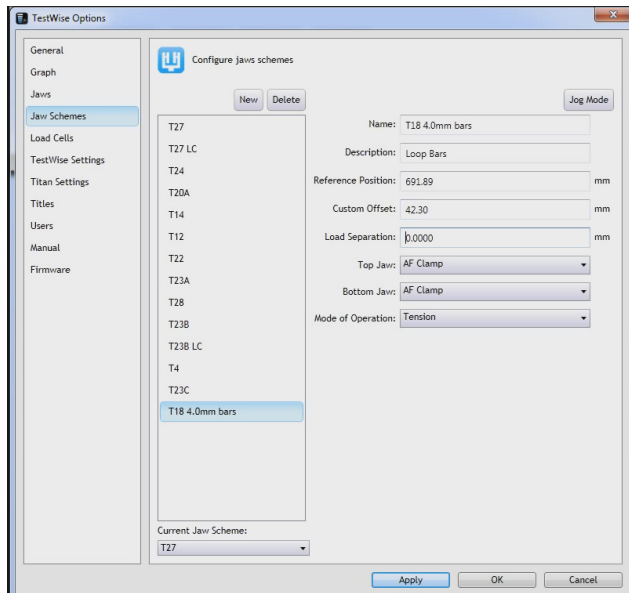 TestWise Options
General
Graph
Jaws
Jaw Schemes
Load Cells
TestWise Settings
Titan Settings
Titles
Users
Manual
Firmware
Configure jaws schemes
New
Delete
Jog Mode
T27
T27 LC
T24
T20A
T14
T12
T22
T23A
T28
T23B
T23B LC
T4
T23C
T18 4.0mm bars
Current Jaw Scheme:
T27
Name: T18 4.0mm bars
Description: Loop Bars
Reference Position: 691.89 mm
Custom Offset: 42.30 mm
Load Separation: 0.0000 mm
Top Jaw: AF Clamp
Bottom Jaw: AF Clamp
Mode of Operation: Tension
Apply
OK
Cancel